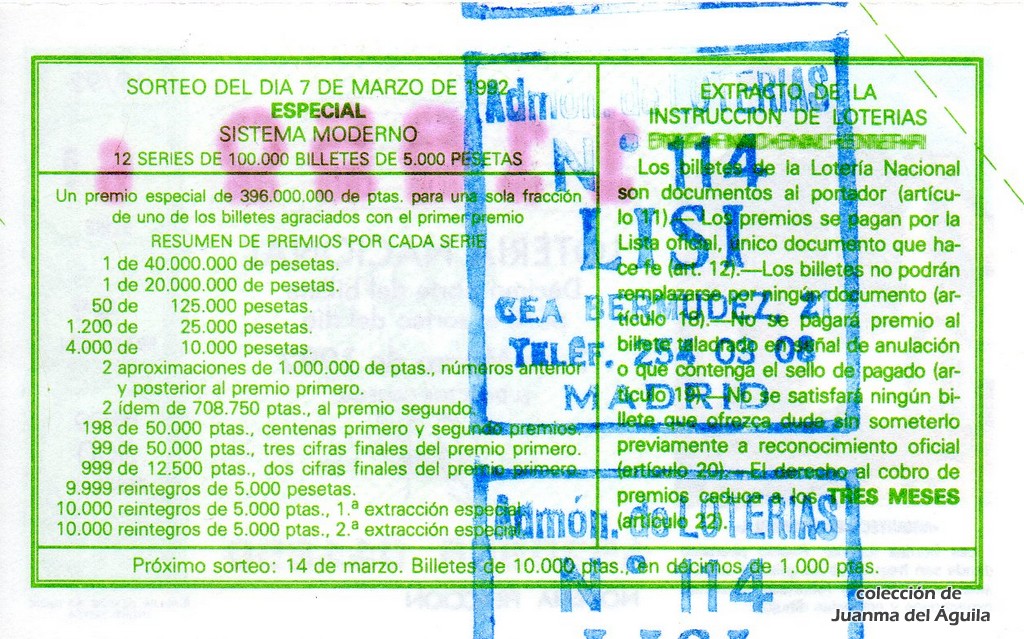 SORTEO DEL DIA 7 DE MARZO DE 1992
ESPECIAL
SISTEMA MODERNO
12 SERIES DE 100.000 BILLETES DE 5.000 PESETAS
Un premio especial de 396.000.000 de ptas. para una sola fracción
de uno de los billetes agraciados con el primer premio
RESUMEN DE PREMIOS POR CADA SERIE
1 de 40.000.000 de pesetas.
1 de 20.000.000 de pesetas.
50 de 125.000 pesetas.
1.200 de 25.000 pesetas.
4.000 de 10.000 pesetas.
2 aproximaciones de 1.000.000 de ptas., números anterior
y posterior al premio primero.
2 ídem de 708.750 ptas., al premio segundo.
198 de 50.000 ptas., centenas primero y segundo premios.
99 de 50.000 ptas., tres cifras finales del premio primero.
999 de 12.500 ptas., dos cifras finales del premio primero.
9.999 reintegros de 5.000 pesetas.
10.000 reintegros de 5.000 ptas., 1.ª extracción especial.
10.000 reintegros de 5.000 ptas., 2.ª extracción especial.
EXTRACTO DE LA
INSTRUCCIÓN DE LOTERIAS
Los billetes de la Lotería Nacional
son documentos al portador (artícu-
lo 11).—Los premios se pagan por la
Lista oficial, único documento que ha-
ce fe (art. 12).—Los billetes no podrán
remplazarse por ningún documento (ar-
tículo 18).—No se pagará premio al
billete taladrado en señal de anulación
o que contenga el sello de pagado (ar-
tículo 19).—No se satisfará ningún bi-
llete que ofrezca duda sin someterlo
previamente a reconocimiento oficial
(artículo 20).—El derecho al cobro de
premios caduca a los TRES MESES
(artículo 22).
Próximo sorteo: 14 de marzo. Billetes de 10.000 ptas., en décimos de 1.000 ptas.
Admón. de LOTERIAS
N.º 114
LISI
CEA BERMUDEZ, 21
TELÉF. 254 03 08
MADRID
Admón. de LOTERIAS
N.º 114
LISI
colección de
Juanma del Águila